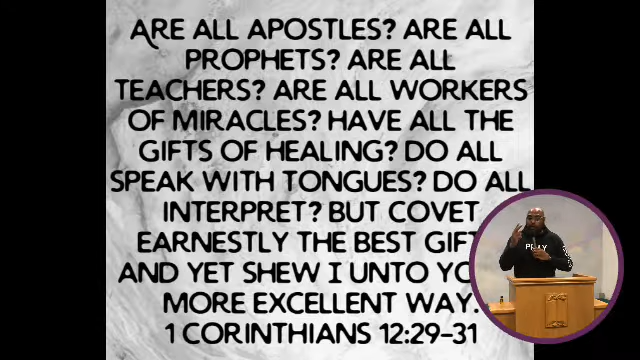 ARE ALL APOSTLES? ARE ALL
PROPHETS? ARE ALL
TEACHERS? ARE ALL WORKERS
OF MIRACLES? HAVE ALL THE
GIFTS OF HEALING? DO ALL
SPEAK WITH TONGUES? DO ALL
INTERPRET? BUT COVET
EARNESTLY THE BEST
AND YET SHEW I UNTO
MORE EXCELLENT WAY.
1 CORINTHIANS 12:29-31
PRAY